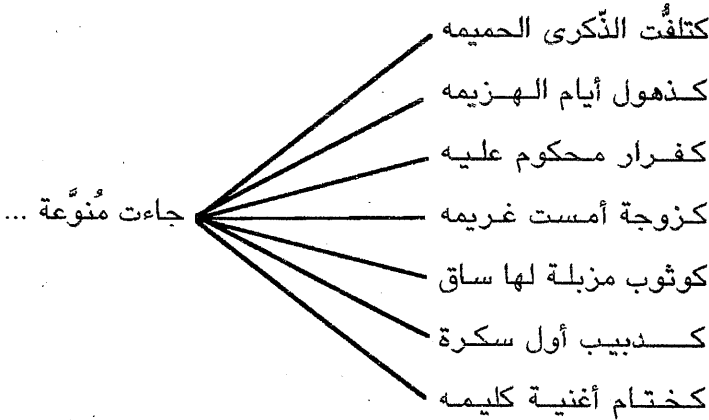 كتلفُّت الذّكرى الحميمه
كذهول أيام الهزيمه
كفرار محكوم عليه
كزوجة أمست غريمه
جاءت مُنوَّعة ...
كوثوب مزبلة لها ساق
كدبيب أول سكرة
كختام أغنية كليمه